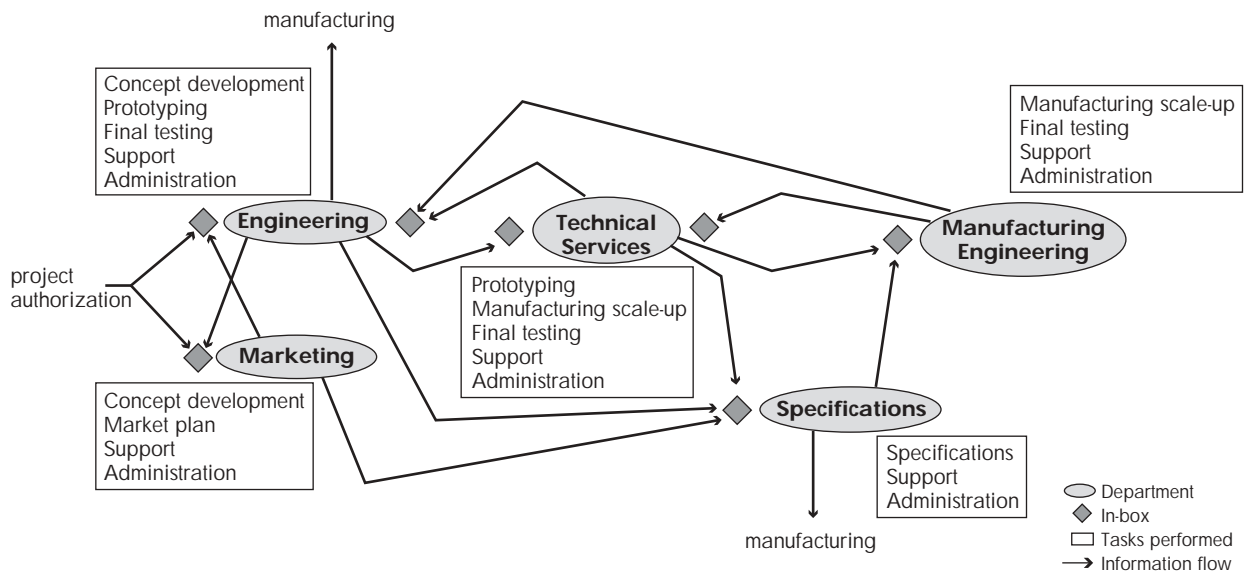 manufacturing
Concept development
Prototyping
Final testing
Support
Administration
Manufacturing scale-up
Final testing
Support
Administration
Engineering
Technical
Services
Manufacturing
Engineering
project
authorization
Prototyping
Manufacturing scale-up
Final testing
Support
Administration
Marketing
Concept development
Market plan
Support
Administration
Specifications
Specifications
Support
Administration
manufacturing
Department
In-box
Tasks performed
Information flow